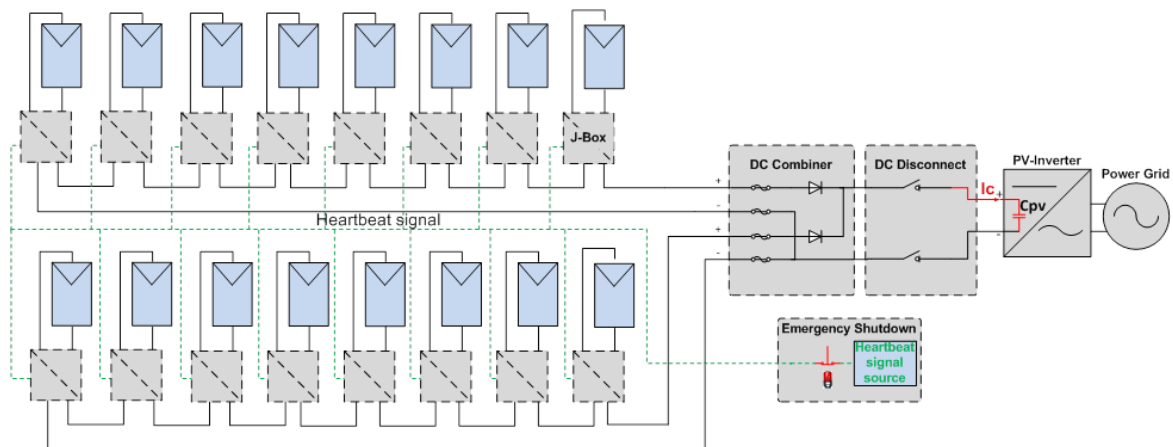 J-Box
DC Combiner
DC Disconnect
PV-Inverter
Power Grid
Ic
Cpv
+
-
+
-
+
-
Heartbeat signal
Emergency Shutdown
Heartbeat
signal
source